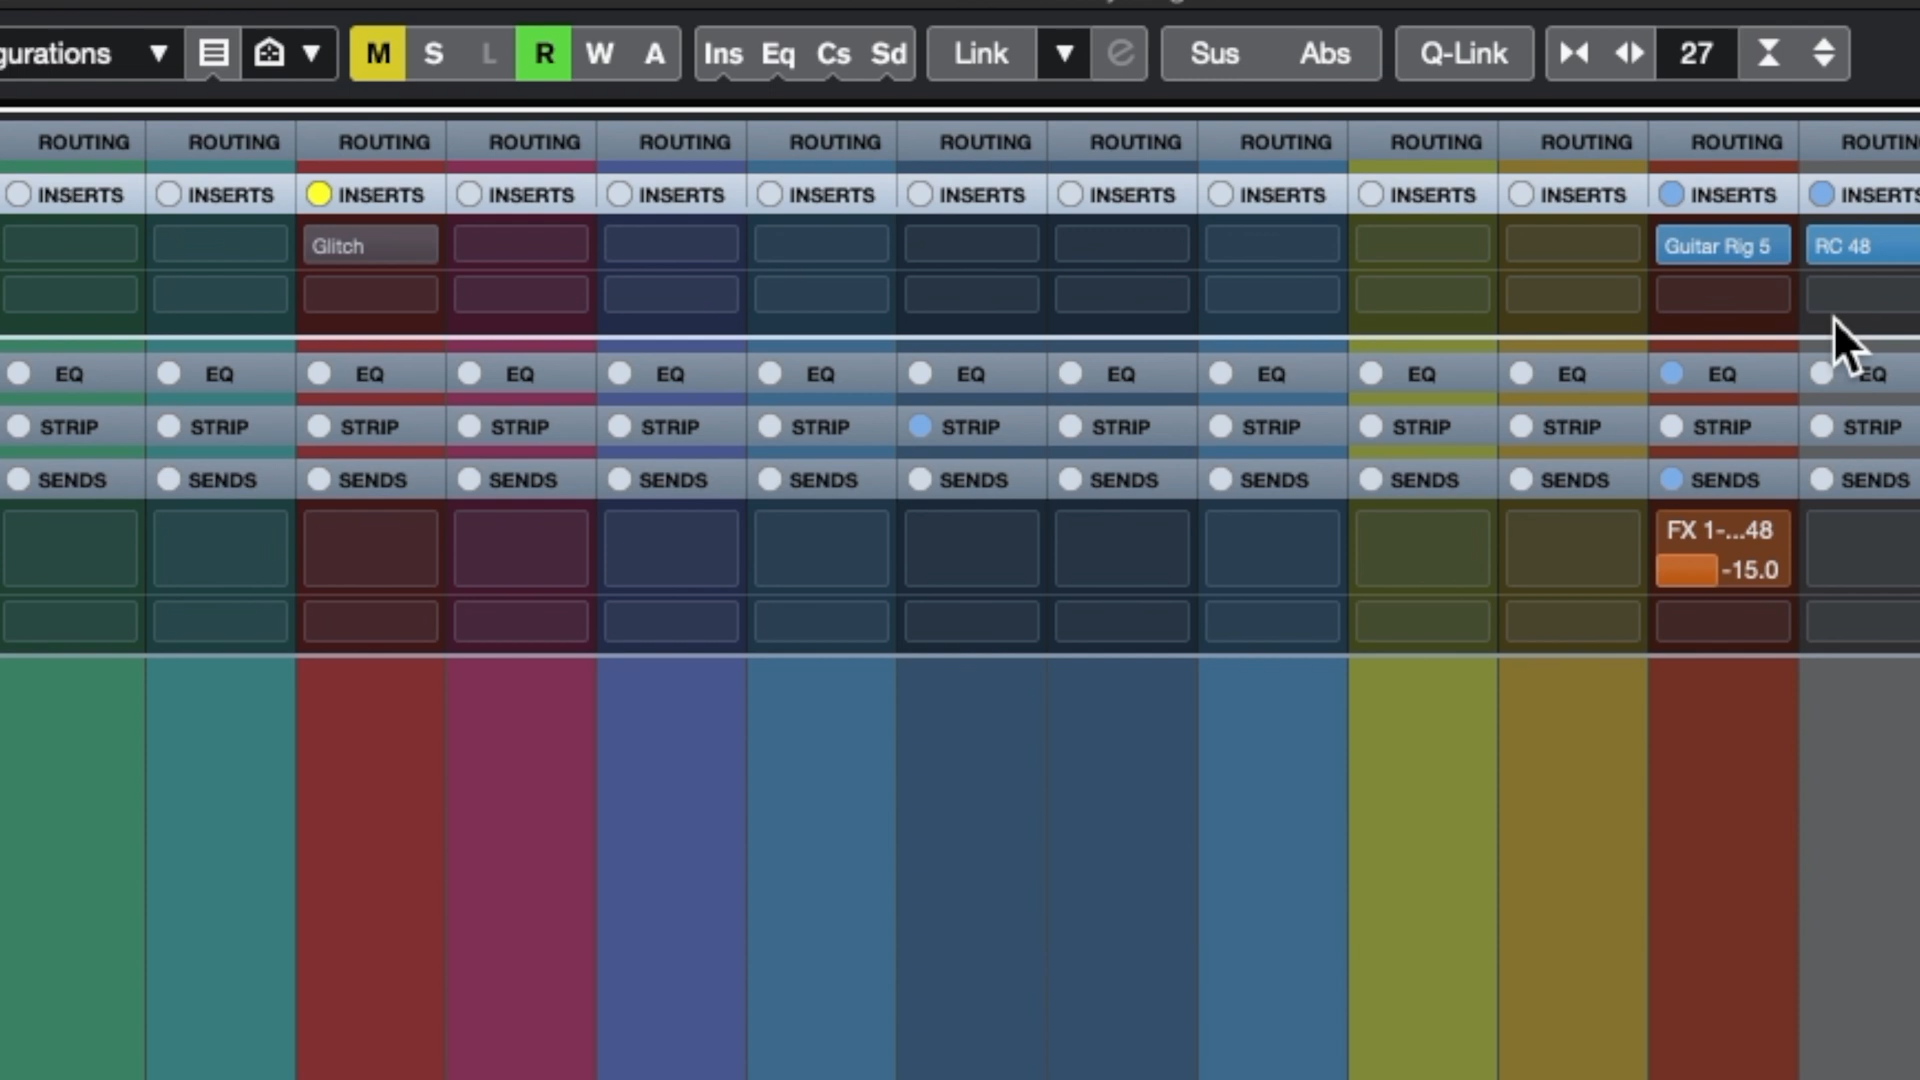 gurations M S L R W A Ins Eq Cs Sd Link e Sus Abs Q-Link 27
ROUTING ROUTING ROUTING ROUTING ROUTING ROUTING ROUTING ROUTING ROUTING ROUTING ROUTING ROUTING ROUTIN
INSERTS INSERTS INSERTS INSERTS INSERTS INSERTS INSERTS INSERTS INSERTS INSERTS INSERTS INSERTS INSERTS
Glitch Guitar Rig 5 RC 48
EQ EQ EQ EQ EQ EQ EQ EQ EQ EQ EQ EQ EQ
STRIP STRIP STRIP STRIP STRIP STRIP STRIP STRIP STRIP STRIP STRIP STRIP STRIP
SENDS SENDS SENDS SENDS SENDS SENDS SENDS SENDS SENDS SENDS SENDS SENDS SENDS
FX 1-...48
-15.0